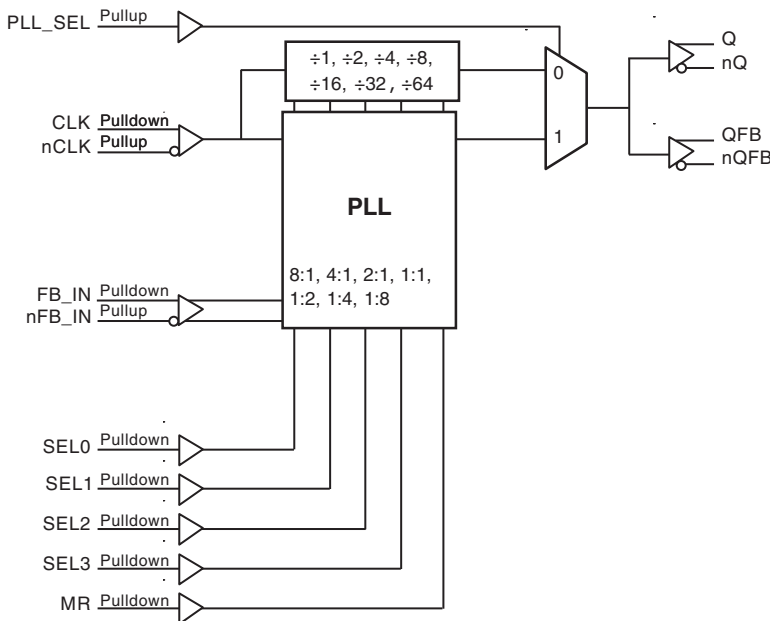 PLL_SEL Pullup
÷1, ÷2, ÷4, ÷8,
÷16, ÷32, ÷64
0
1
Q
nQ
QFB
nQFB
CLK Pulldown
nCLK Pullup
PLL
8:1, 4:1, 2:1, 1:1,
1:2, 1:4, 1:8
FB_IN Pulldown
nFB_IN Pullup
SEL0 Pulldown
SEL1 Pulldown
SEL2 Pulldown
SEL3 Pulldown
MR Pulldown